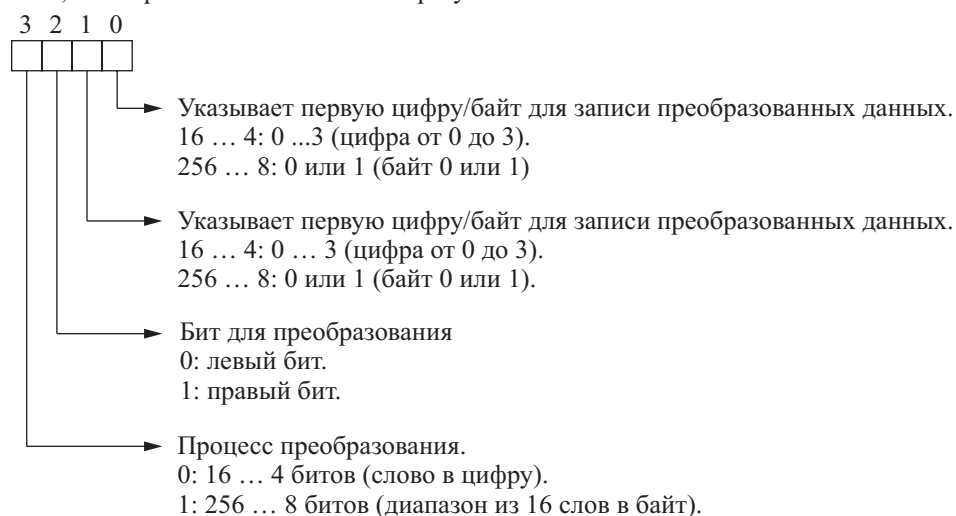 3 2 1 0
Указывает первую цифру/байт для записи преобразованных данных.
16 … 4: 0 ...3 (цифра от 0 до 3).
256 … 8: 0 или 1 (байт 0 или 1)
Указывает первую цифру/байт для записи преобразованных данных.
16 … 4: 0 … 3 (цифра от 0 до 3).
256 … 8: 0 или 1 (байт 0 или 1).
Бит для преобразования
0: левый бит.
1: правый бит.
Процесс преобразования.
0: 16 … 4 битов (слово в цифру).
1: 256 … 8 битов (диапазон из 16 слов в байт).